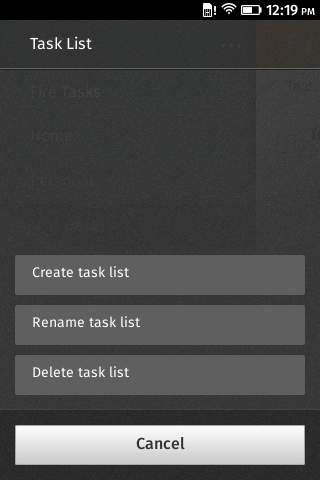 12:19 PM
Task List
Fire Tasks
Home
Personal
Create task list
Rename task list
Delete task list
Cancel